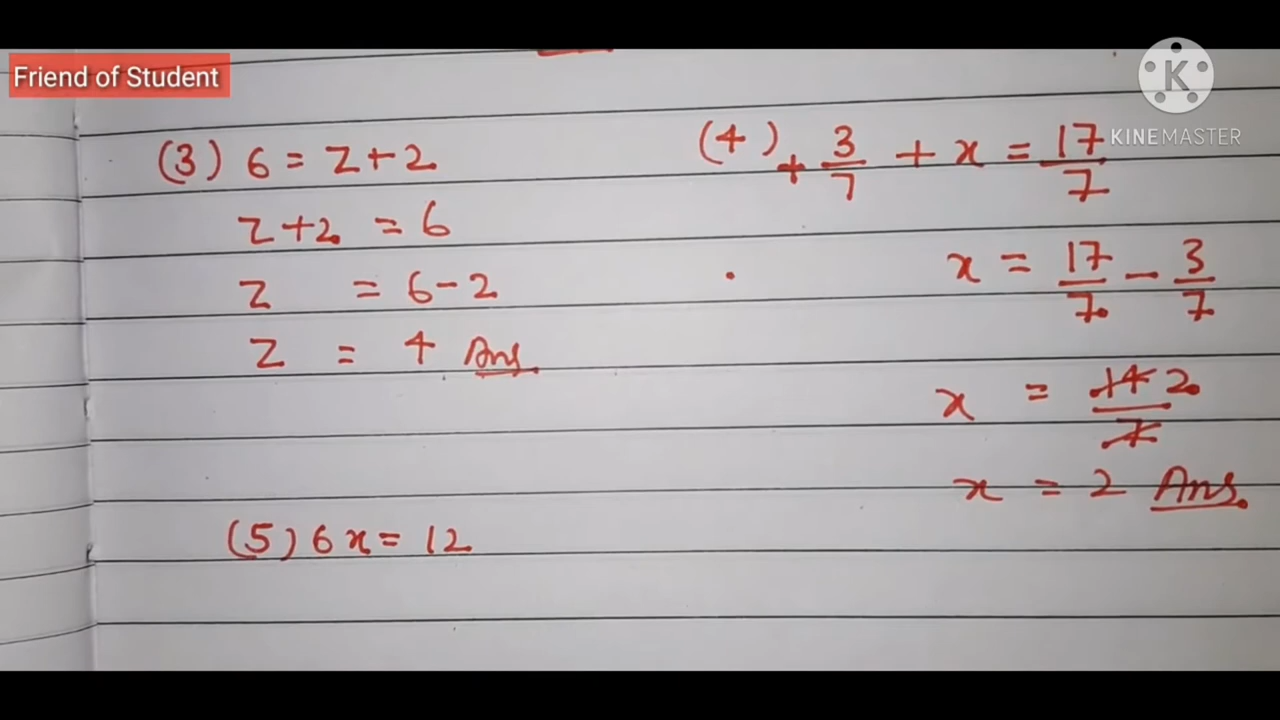 Friend of Student
KINEMASTER
(3) 6 = z + 2
z + 2 = 6
z = 6 - 2
z = 4 Ans.
(4) + 3/7 + x = 17/7
x = 17/7 - 3/7
x = 14/7 2
x = 2 Ans.
(5) 6x = 12